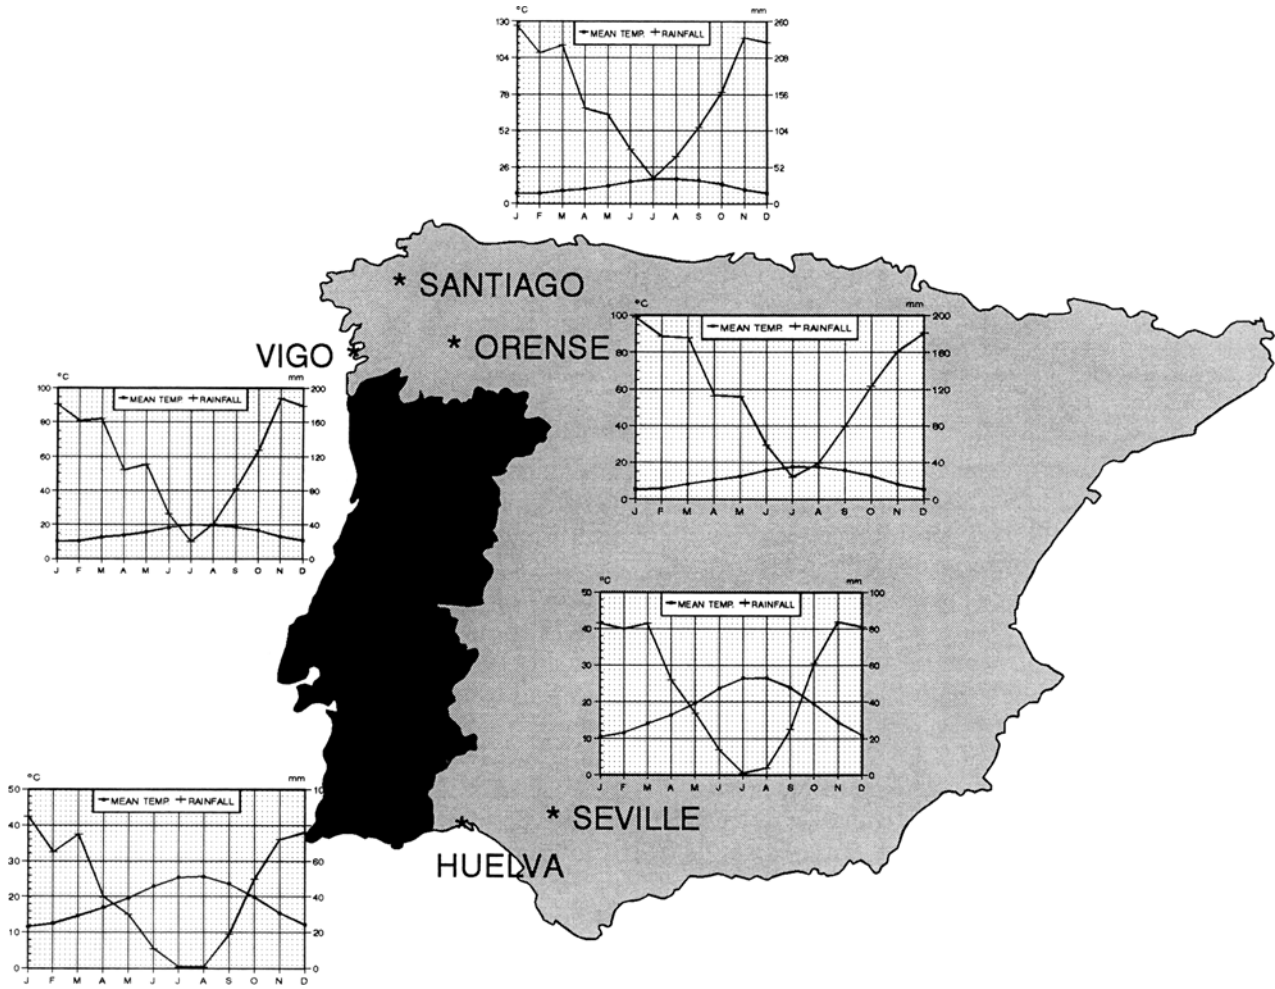 °C mm
MEAN TEMP. RAINFALL
130 260
104 208
78 156
52 104
26 52
0 0
J F M A M J J A S O N D
SANTIAGO
ORENSE
VIGO
°C mm
MEAN TEMP. RAINFALL
100 200
80 160
60 120
40 80
20 40
0 0
J F M A M J J A S O N D
°C mm
MEAN TEMP RAINFALL
100 200
80 160
60 120
40 80
20 40
0 0
J F M A M J J A S O N D
°C mm
MEAN TEMP. RAINFALL
50 100
40 80
30 60
20 40
10 20
0 0
J F M A M J J A S O N D
SEVILLE
HUELVA
°C mm
MEAN TEMP RAINFALL
50 10
40 80
30 60
20 40
10 20
0 0
J F M A M J J A S O N D